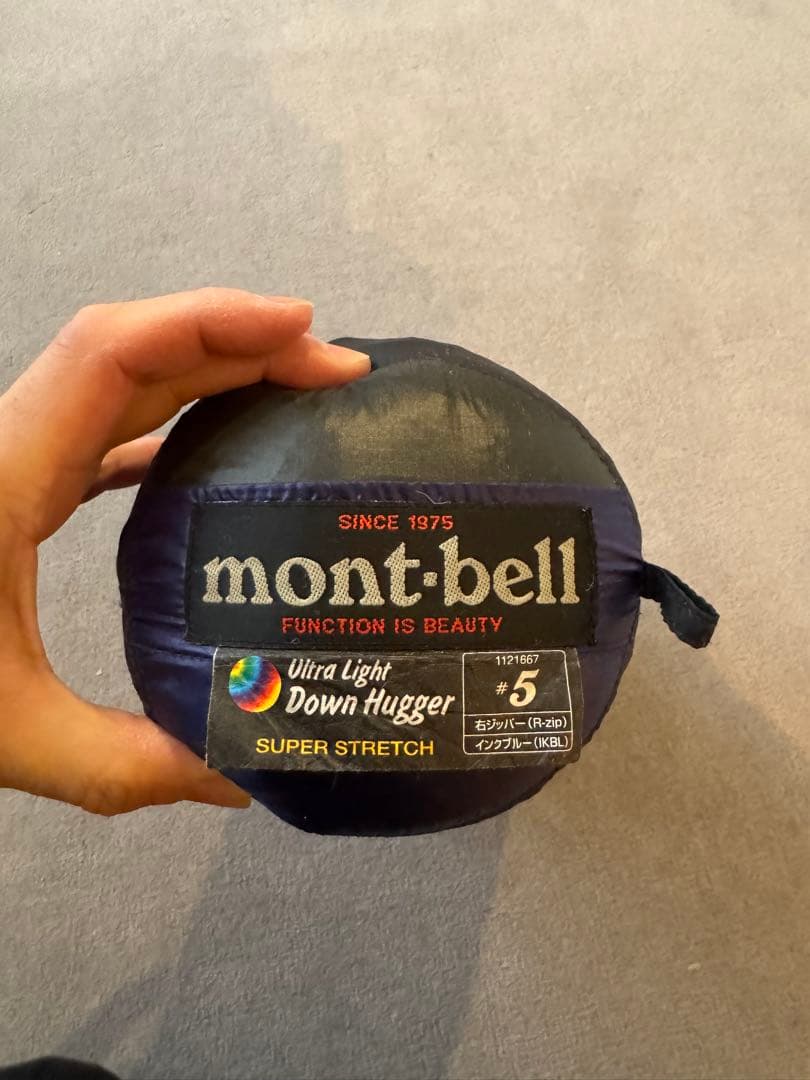 SINCE 1975
mont-bell
FUNCTION IS BEAUTY
Ultra Light
Down Hugger
SUPER STRETCH
1121667
#5
右ジッパー(R-zip)
インクブルー(IKBL)